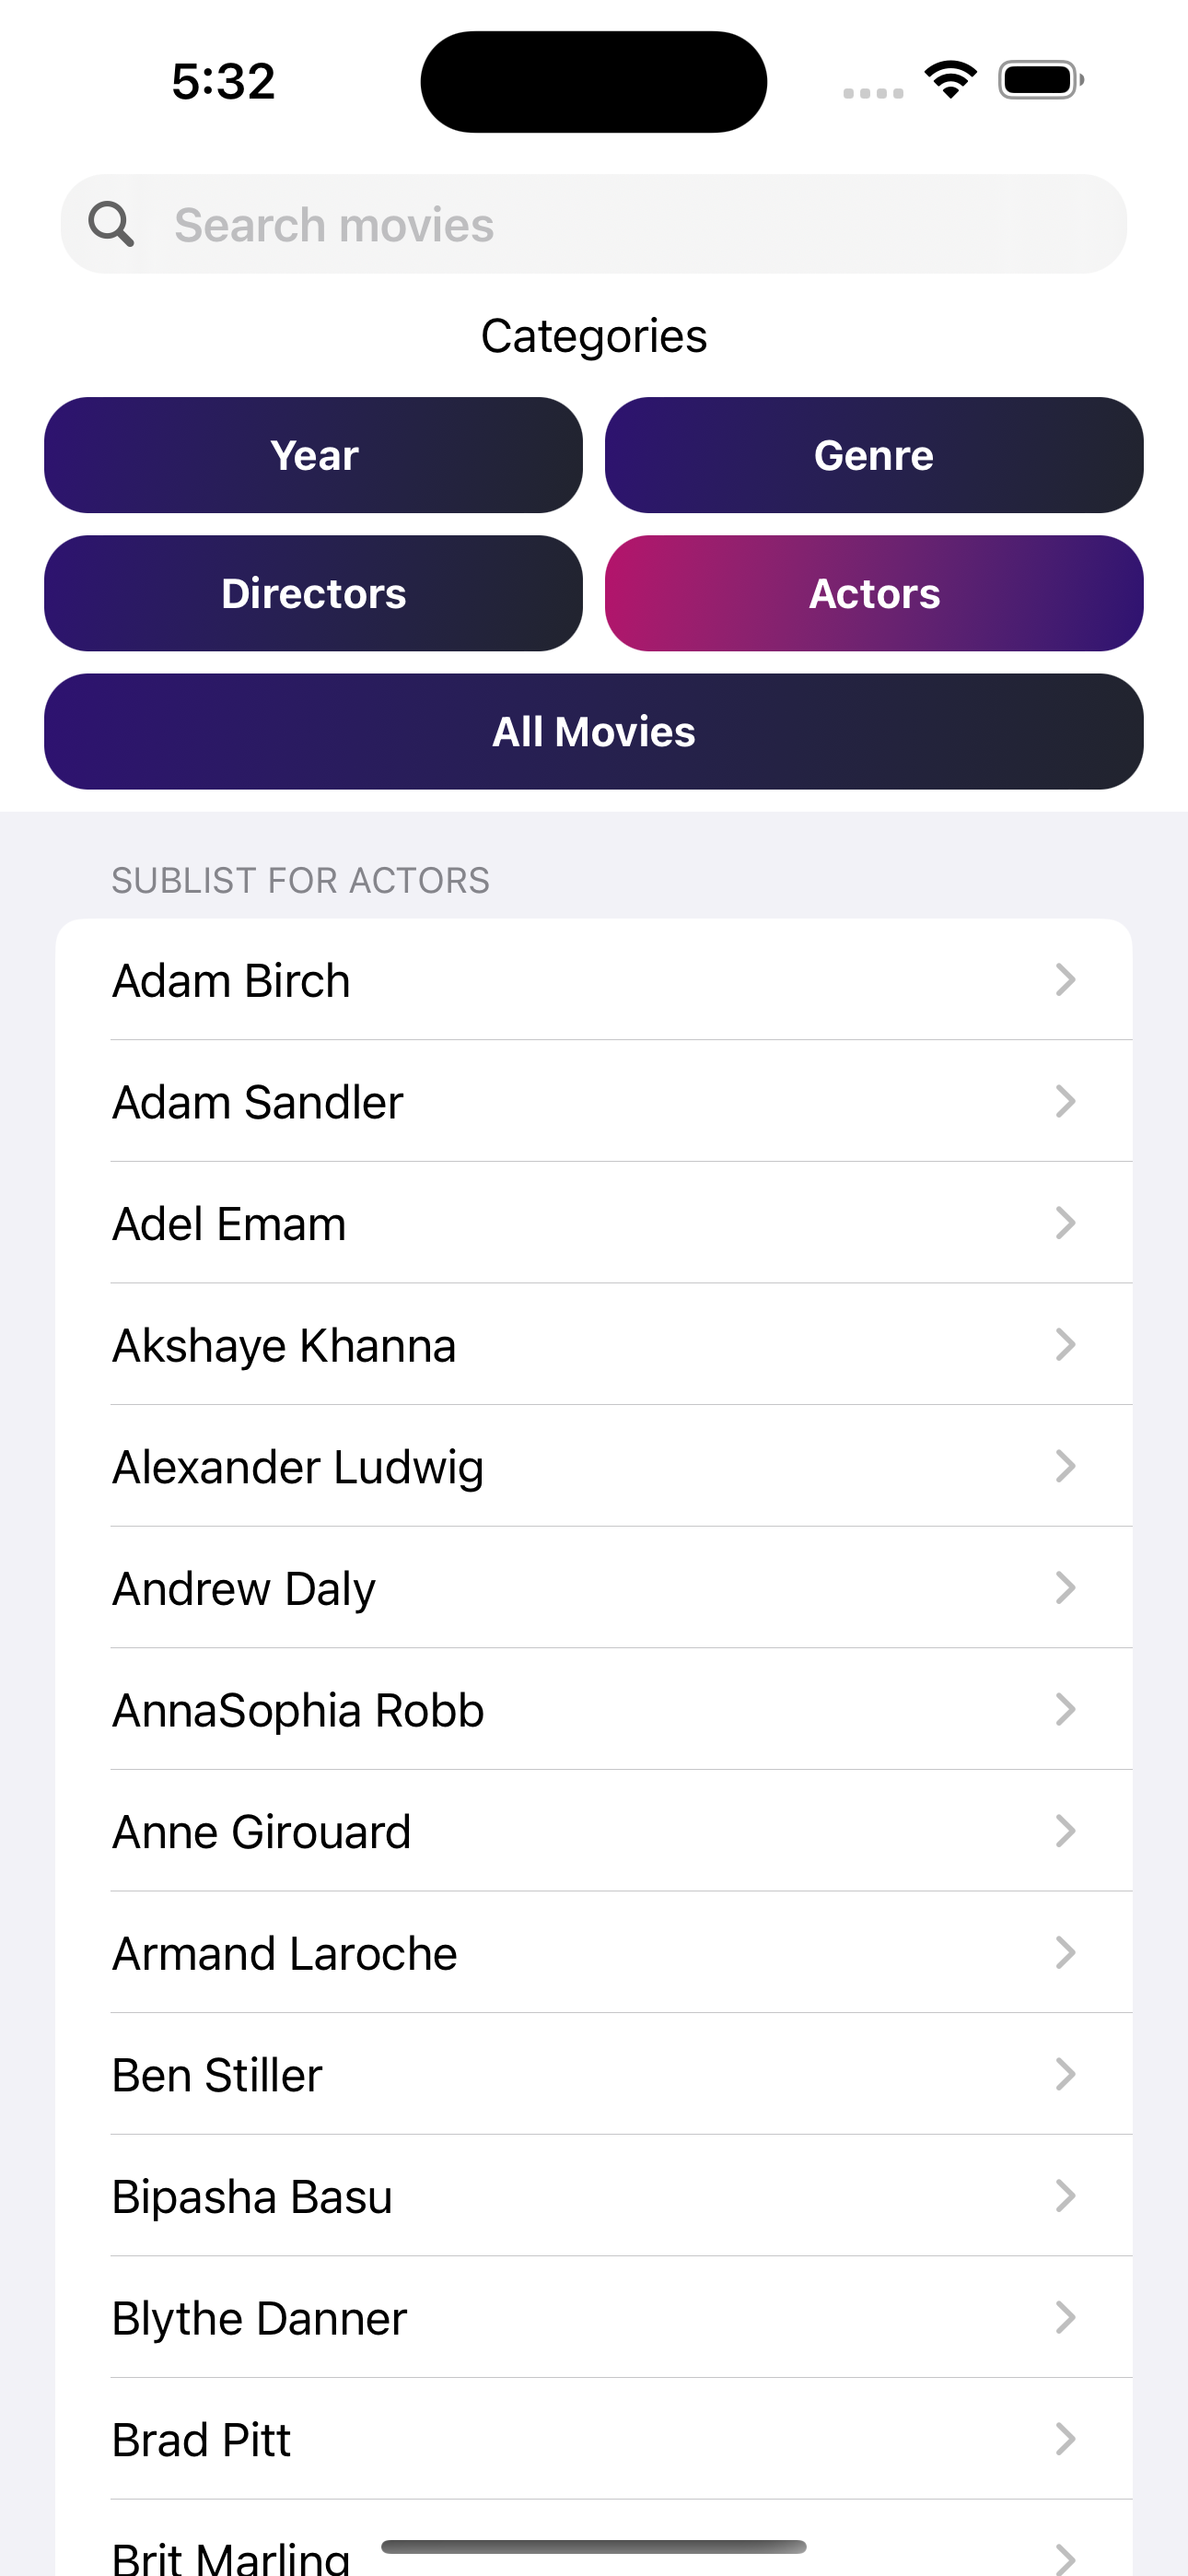 5:32
Search movies
Categories
Year
Genre
Directors
Actors
All Movies
SUBLIST FOR ACTORS
Adam Birch
Adam Sandler
Adel Emam
Akshaye Khanna
Alexander Ludwig
Andrew Daly
AnnaSophia Robb
Anne Girouard
Armand Laroche
Ben Stiller
Bipasha Basu
Blythe Danner
Brad Pitt
Brit Marling